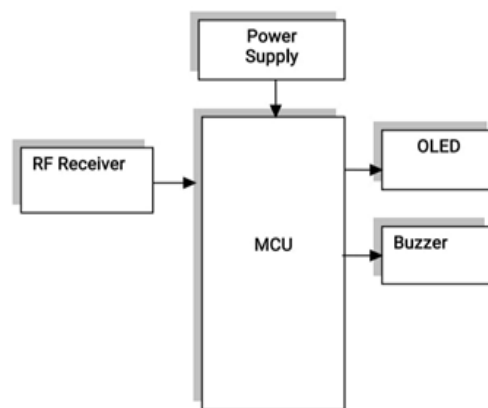 Power
Supply
RF Receiver
OLED
MCU
Buzzer